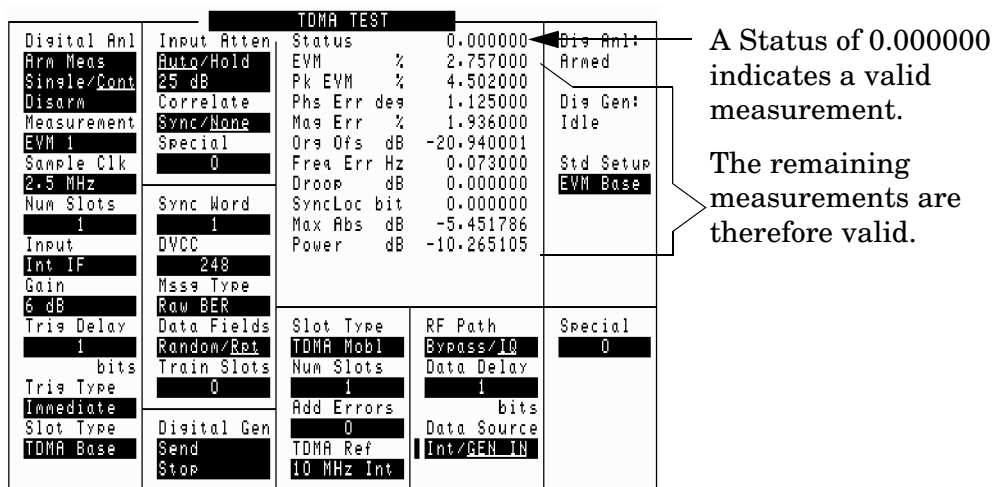 TDMA TEST
Digital Anl
Arm Meas
Single/Cont
Disarm
Measurement
EVM 1
Sample Clk
2.5 MHz
Num Slots
1
Input
Int IF
Gain
6 dB
Trig Delay
1
bits
Trig Type
Immediate
Slot Type
TDMA Base
Input Atten
Auto/Hold
25 dB
Correlate
Sync/None
Special
0
Sync Word
1
DVCC
248
Mssg Type
Raw BER
Data Fields
Random/Rpt
Train Slots
0
Digital Gen
Send
Stop
Status 0.000000
EVM % 2.757000
Pk EVM % 4.502000
Phs Err deg 1.125000
Mag Err % 1.936000
Org Ofs dB -20.940001
Freq Err Hz 0.073000
Droop dB 0.000000
SyncLoc bit 0.000000
Max Abs dB -5.451786
Power dB -10.265105
Slot Type
TDMA Mobl
Num Slots
1
Add Errors
0
TDMA Ref
10 MHz Int
RF Path
Bypass/IQ
Data Delay
1
bits
Data Source
Int/GEN IN
Dig Anl:
Armed
Dig Gen:
Idle
Std Setup
EVM Base
Special
0
A Status of 0.000000
indicates a valid
measurement.
The remaining
measurements are
therefore valid.